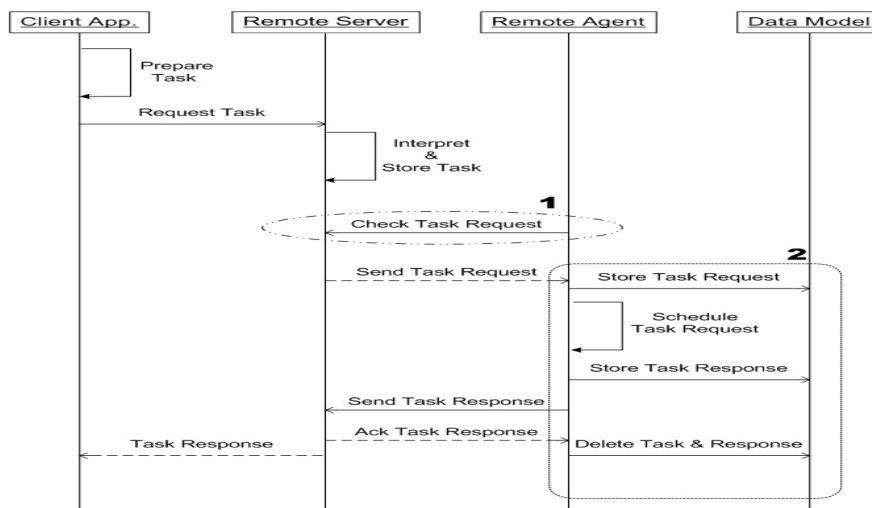 Client App.
Remote Server
Remote Agent
Data Model
Prepare
Task
Request Task
Interpret
&
Store Task
1
Check Task Request
2
Send Task Request
Store Task Request
Schedule
Task Request
Store Task Response
Send Task Response
Ack Task Response
Task Response
Delete Task & Response